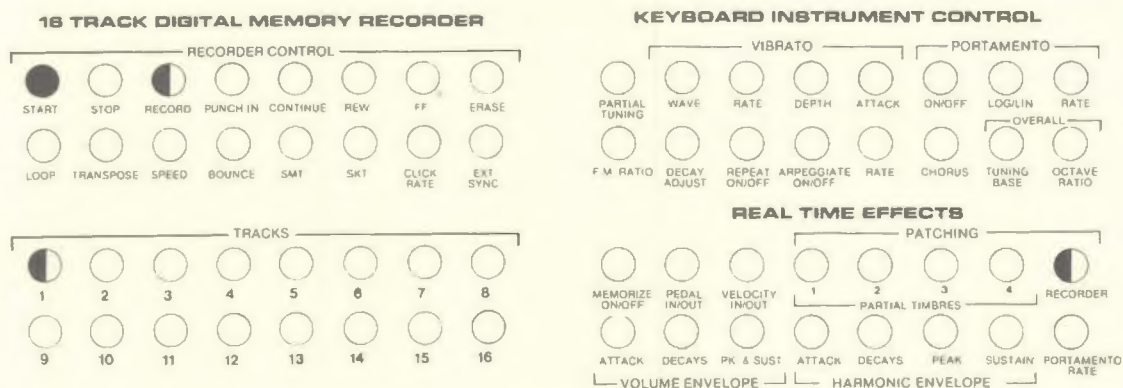 16 TRACK DIGITAL MEMORY RECORDER
RECORDER CONTROL
START STOP RECORD PUNCH IN CONTINUE REW FF ERASE
LOOP TRANSPOSE SPEED BOUNCE SMT SKT CLICK RATE EXT SYNC
TRACKS
1 2 3 4 5 6 7 8
9 10 11 12 13 14 15 16
KEYBOARD INSTRUMENT CONTROL
VIBRATO PORTAMENTO
PARTIAL TUNING WAVE RATE DEPTH ATTACK ON/OFF LOG/LIN RATE
OVERALL
F.M. RATIO DECAY ADJUST REPEAT ON/OFF ARPEGGIATE ON/OFF RATE CHORUS TUNING BASE OCTAVE RATIO
REAL TIME EFFECTS
PATCHING
MEMORIZE ON/OFF PEDAL IN/OUT VELOCITY IN/OUT 1 2 3 4 RECORDER
PARTIAL TIMBRES
ATTACK DECAYS PK & SUST ATTACK DECAYS PEAK SUSTAIN PORTAMENTO RATE
VOLUME ENVELOPE HARMONIC ENVELOPE